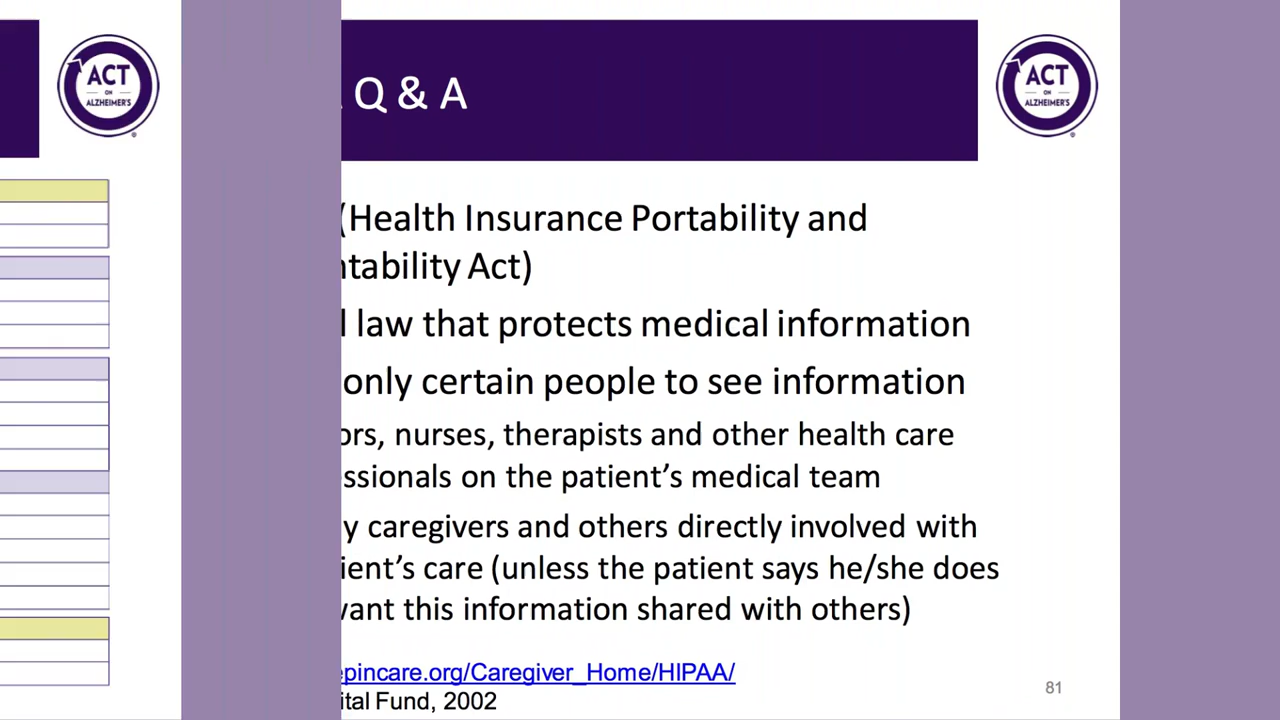 ACT
ON
ALZHEIMER'S
®
Q & A
ACT
ON
ALZHEIMER'S
®
(Health Insurance Portability and
ntability Act)
l law that protects medical information
only certain people to see information
ors, nurses, therapists and other health care
ssionals on the patient's medical team
y caregivers and others directly involved with
ient's care (unless the patient says he/she does
want this information shared with others)
epincare.org/Caregiver_Home/HIPAA/
ital Fund, 2002
81